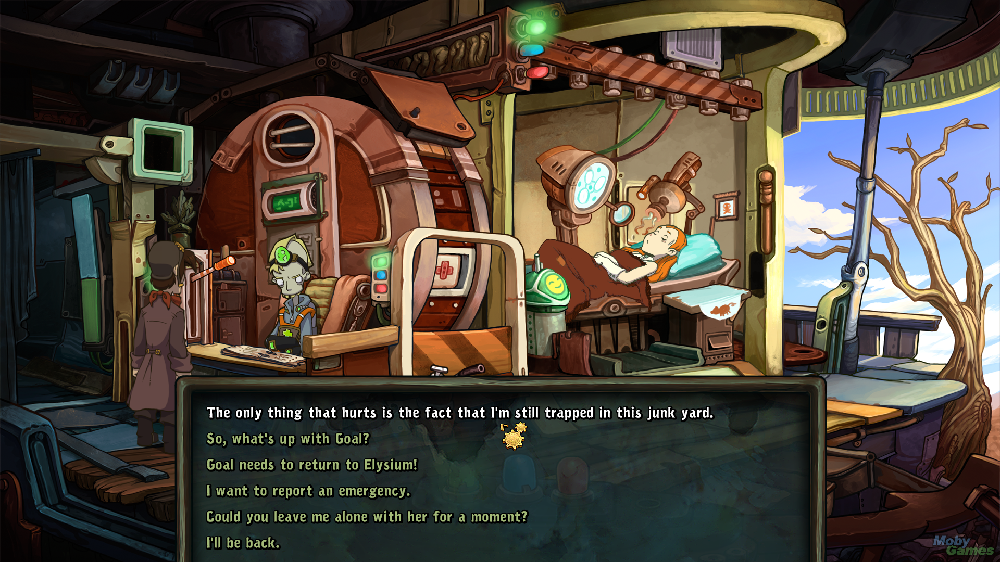 The only thing that hurts is the fact that I'm still trapped in this junk yard.
So, what's up with Goal?
Goal needs to return to Elysium!
I want to report an emergency.
Could you leave me alone with her for a moment?
I'll be back.
Moby
Games